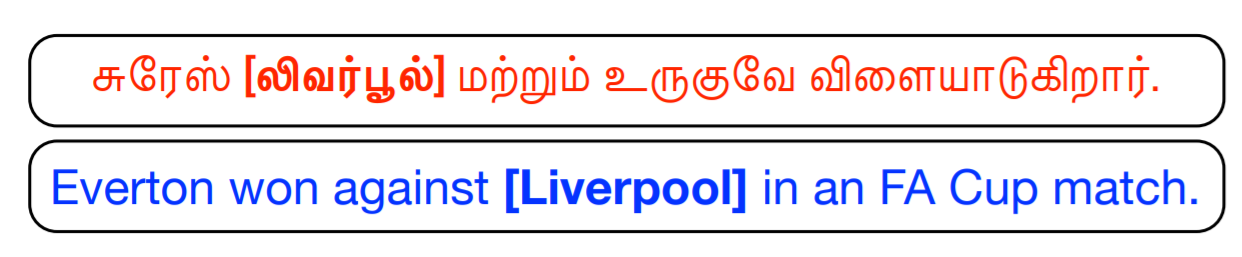 சுரேஸ் [லிவர்பூல்] மற்றும் உருகுவே விளையாடுகிறார்.
Everton won against [Liverpool] in an FA Cup match.